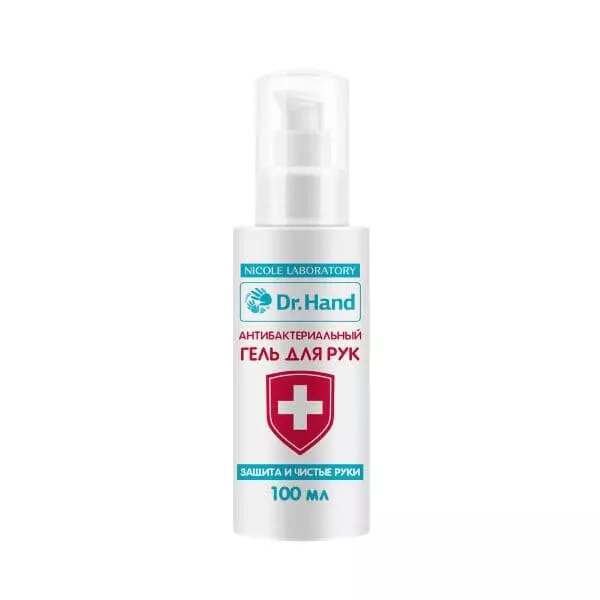 NICOLE LABORATORY
Dr.Hand
АНТИБАКТЕРИАЛЬНЫЙ
ГЕЛЬ ДЛЯ РУК
ЗАЩИТА И ЧИСТЫЕ РУКИ
100 мл